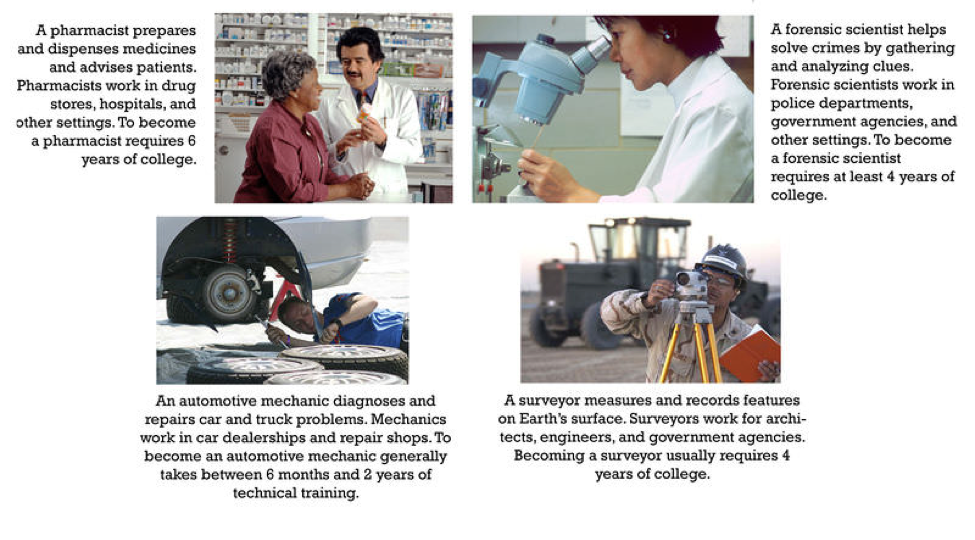 A pharmacist prepares
and dispenses medicines
and advises patients.
Pharmacists work in drug
stores, hospitals, and
other settings. To become
a pharmacist requires 6
years of college.
A forensic scientist helps
solve crimes by gathering
and analyzing clues.
Forensic scientists work in
police departments,
government agencies, and
other settings. To become
a forensic scientist
requires at least 4 years of
college.
An automotive mechanic diagnoses and
repairs car and truck problems. Mechanics
work in car dealerships and repair shops. To
become an automotive mechanic generally
takes between 6 months and 2 years of
technical training.
A surveyor measures and records features
on Earth's surface. Surveyors work for archi-
tects, engineers, and government agencies.
Becoming a surveyor usually requires 4
years of college.